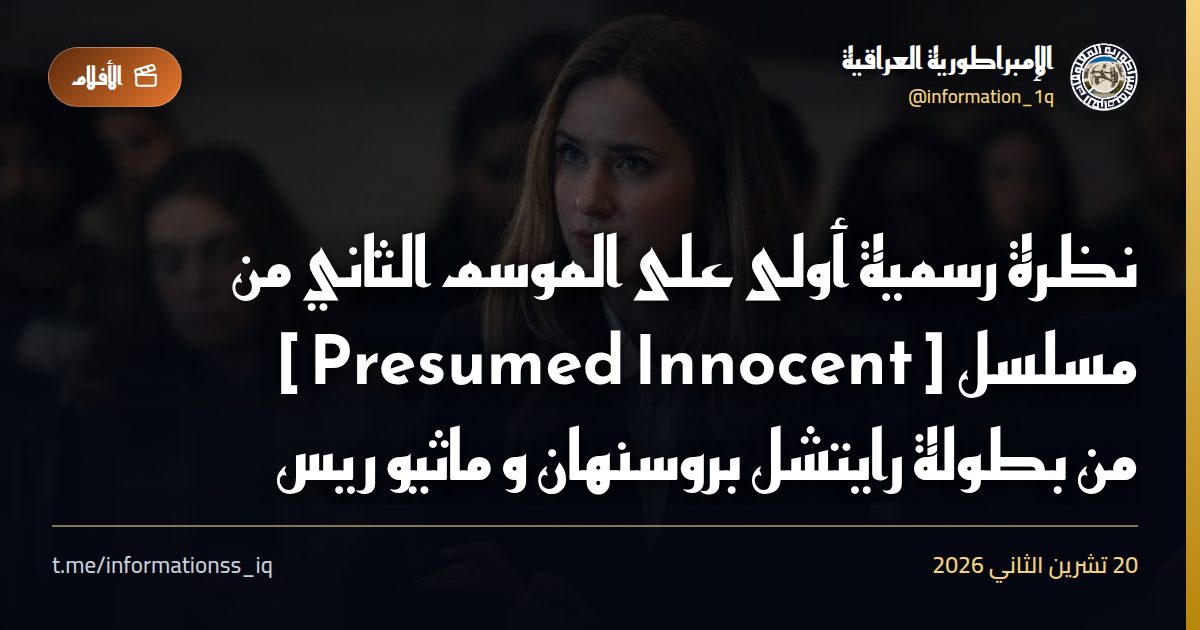 الإمبراطورية العراقية
@information_1q
الأفلام
نظرة رسمية أولى على الموسم الثاني من
مسلسل [ Presumed Innocent ]
من بطولة رايتشل بروسنهان و ماثيو ريس
20 تشرين الثاني 2026
t.me/informationss_iq